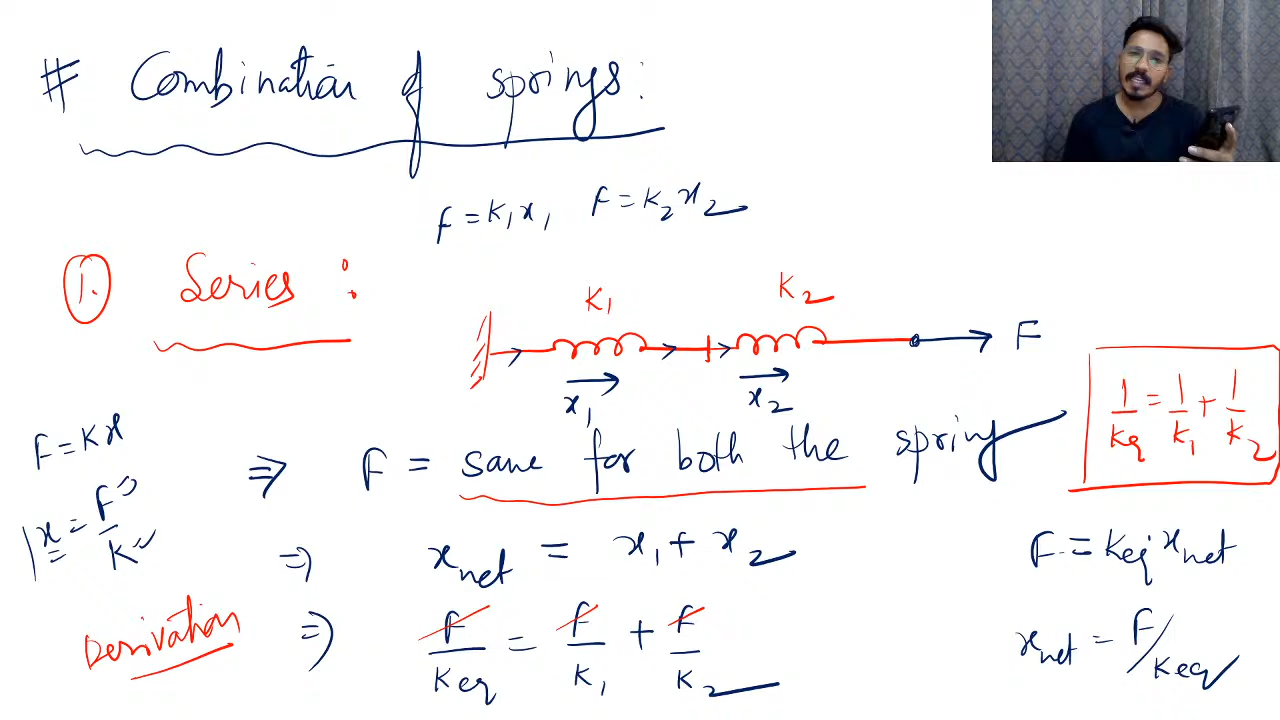 # Combination of springs:
F = K₁x₁ F = K₂x₂
1. Series :
K₁ K₂
F
x₁ x₂
1/Keq = 1/K₁ + 1/K₂
F = Kx
⇒ F = same for both the spring
x = F/K
⇒ xnet = x₁ + x₂
F = Keq xnet
Derivation ⇒ F/Keq = F/K₁ + F/K₂
xnet = F/Keq